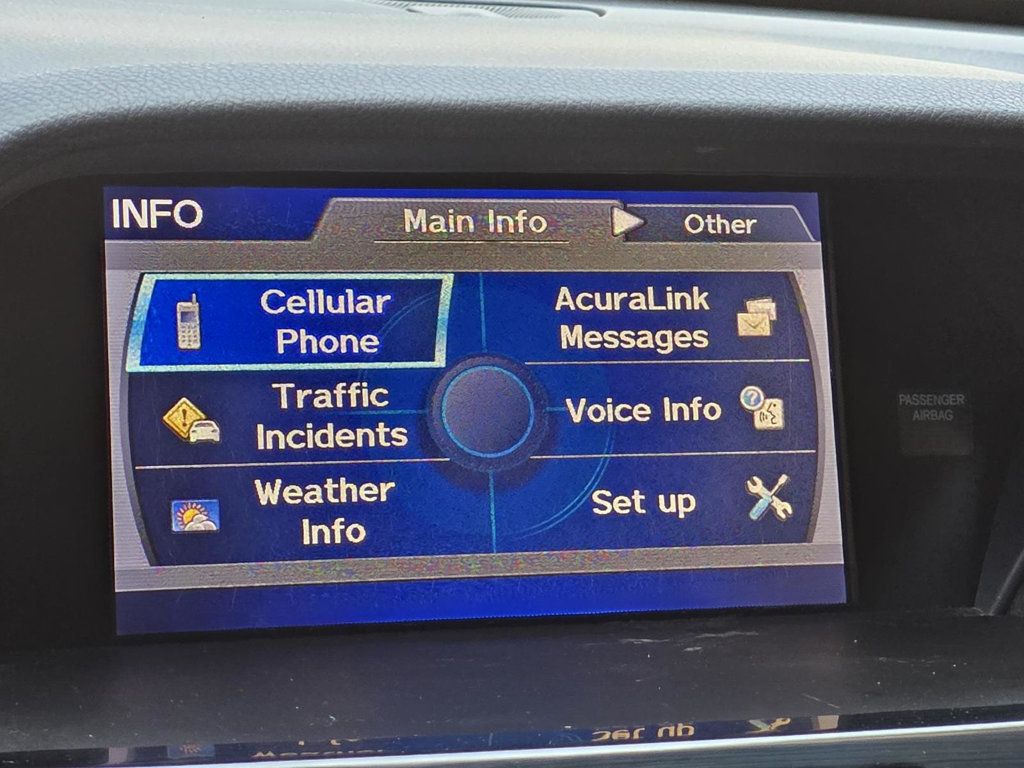 INFO
Main Info
Other
Cellular
Phone
AcuraLink
Messages
Traffic
Incidents
Voice Info
Weather
Info
Set up
PASSENGER
AIRBAG